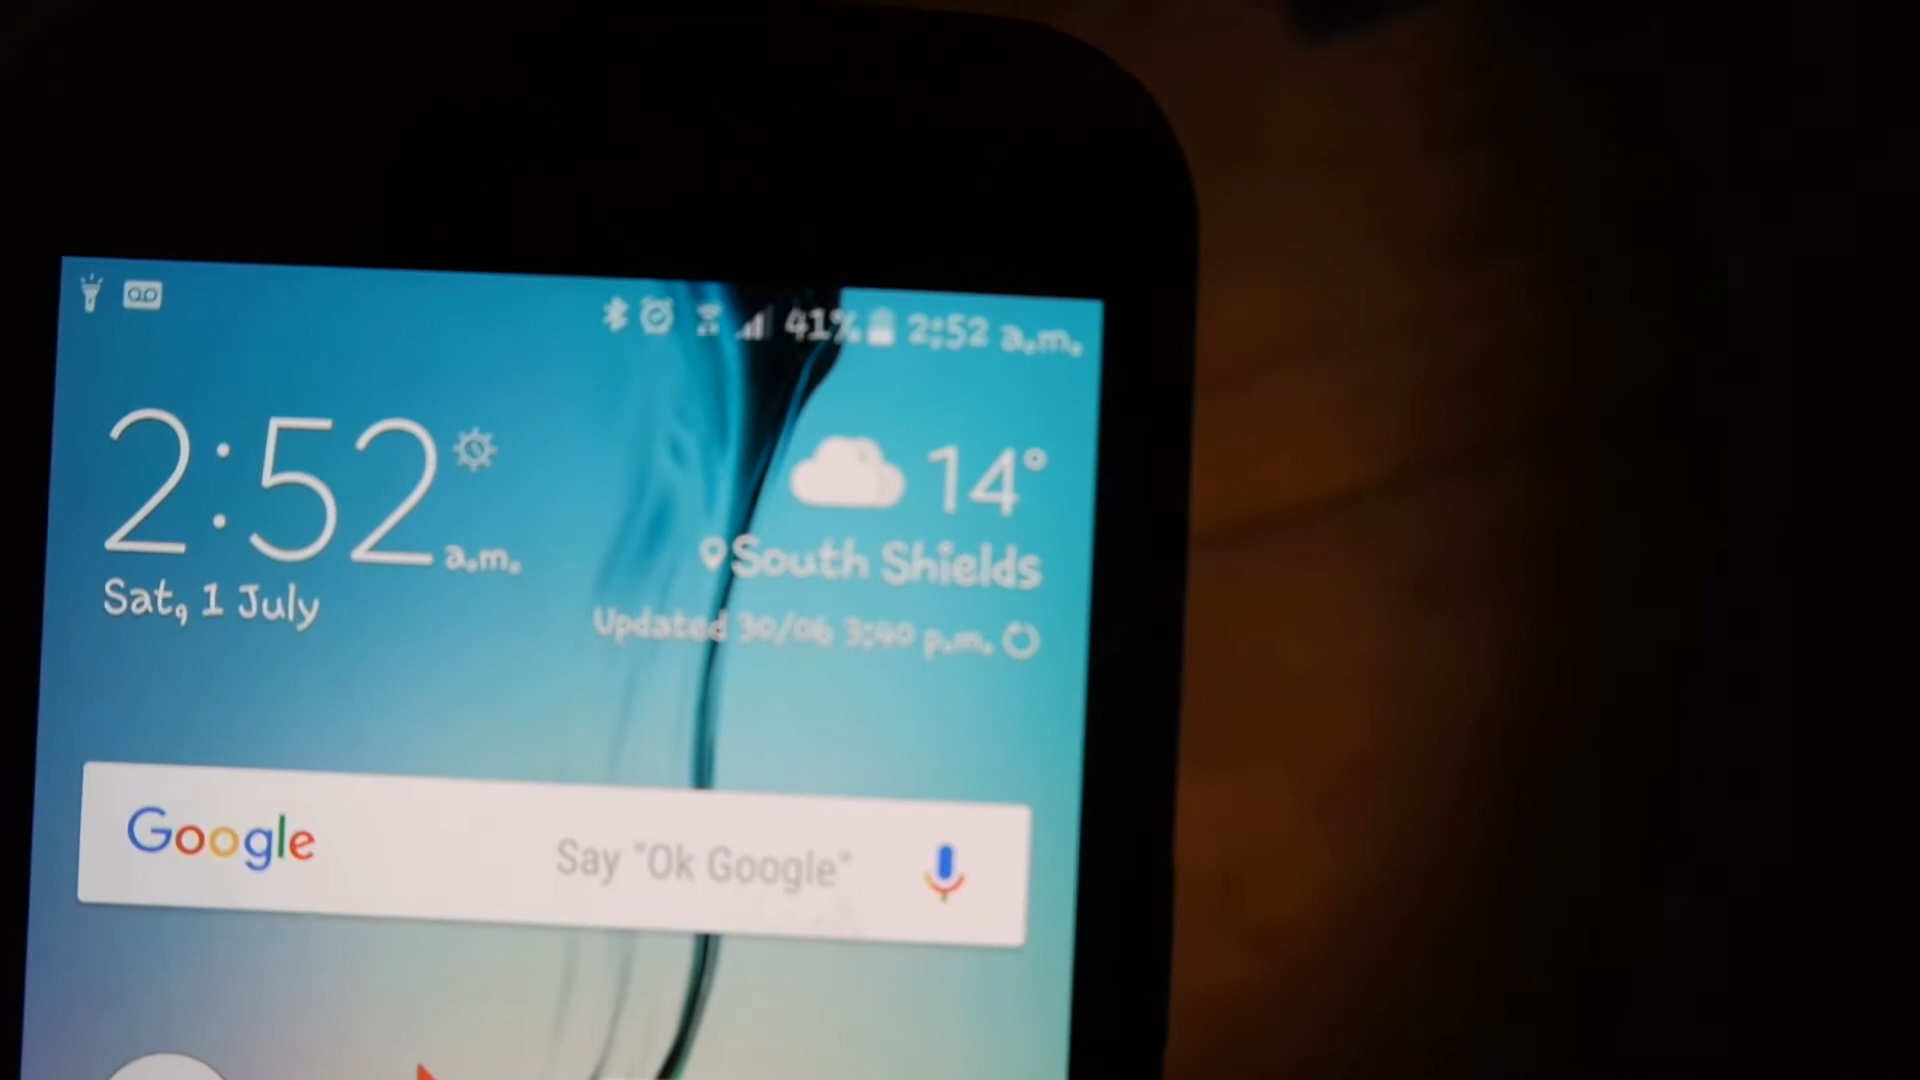 41% 2:52 a.m.
2:52 a.m.
Sat, 1 July
14°
South Shields
Updated 30/06 3:40 p.m.
Google Say "Ok Google"